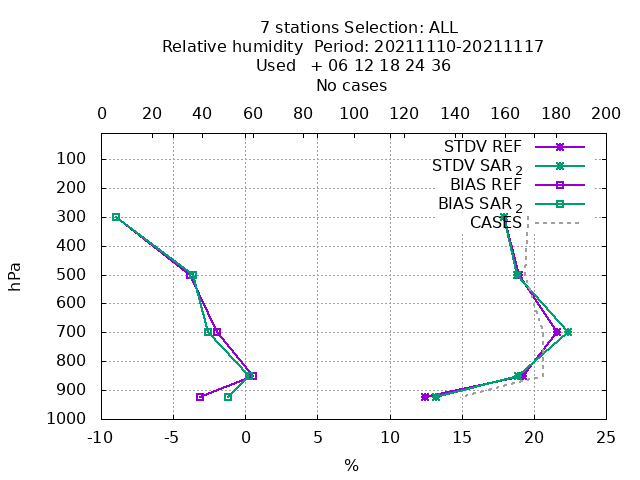 7 stations Selection: ALL
Relative humidity  Period: 20211110-20211117
Used   + 06 12 18 24 36
No cases
0 20 40 60 80 100 120 140 160 180 200
STDV REF
STDV SAR2
BIAS REF
BIAS SAR2
CASES
100
200
300
400
500
600
700
800
900
1000
hPa
-10 -5 0 5 10 15 20 25
%